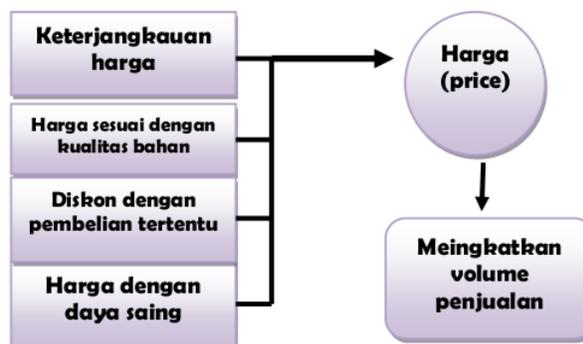 Keterjangkauan
harga
Harga sesuai dengan
kualitas bahan
Diskon dengan
pembelian tertentu
Harga dengan
daya saing
Harga
(price)
Meingkatkan
volume
penjualan